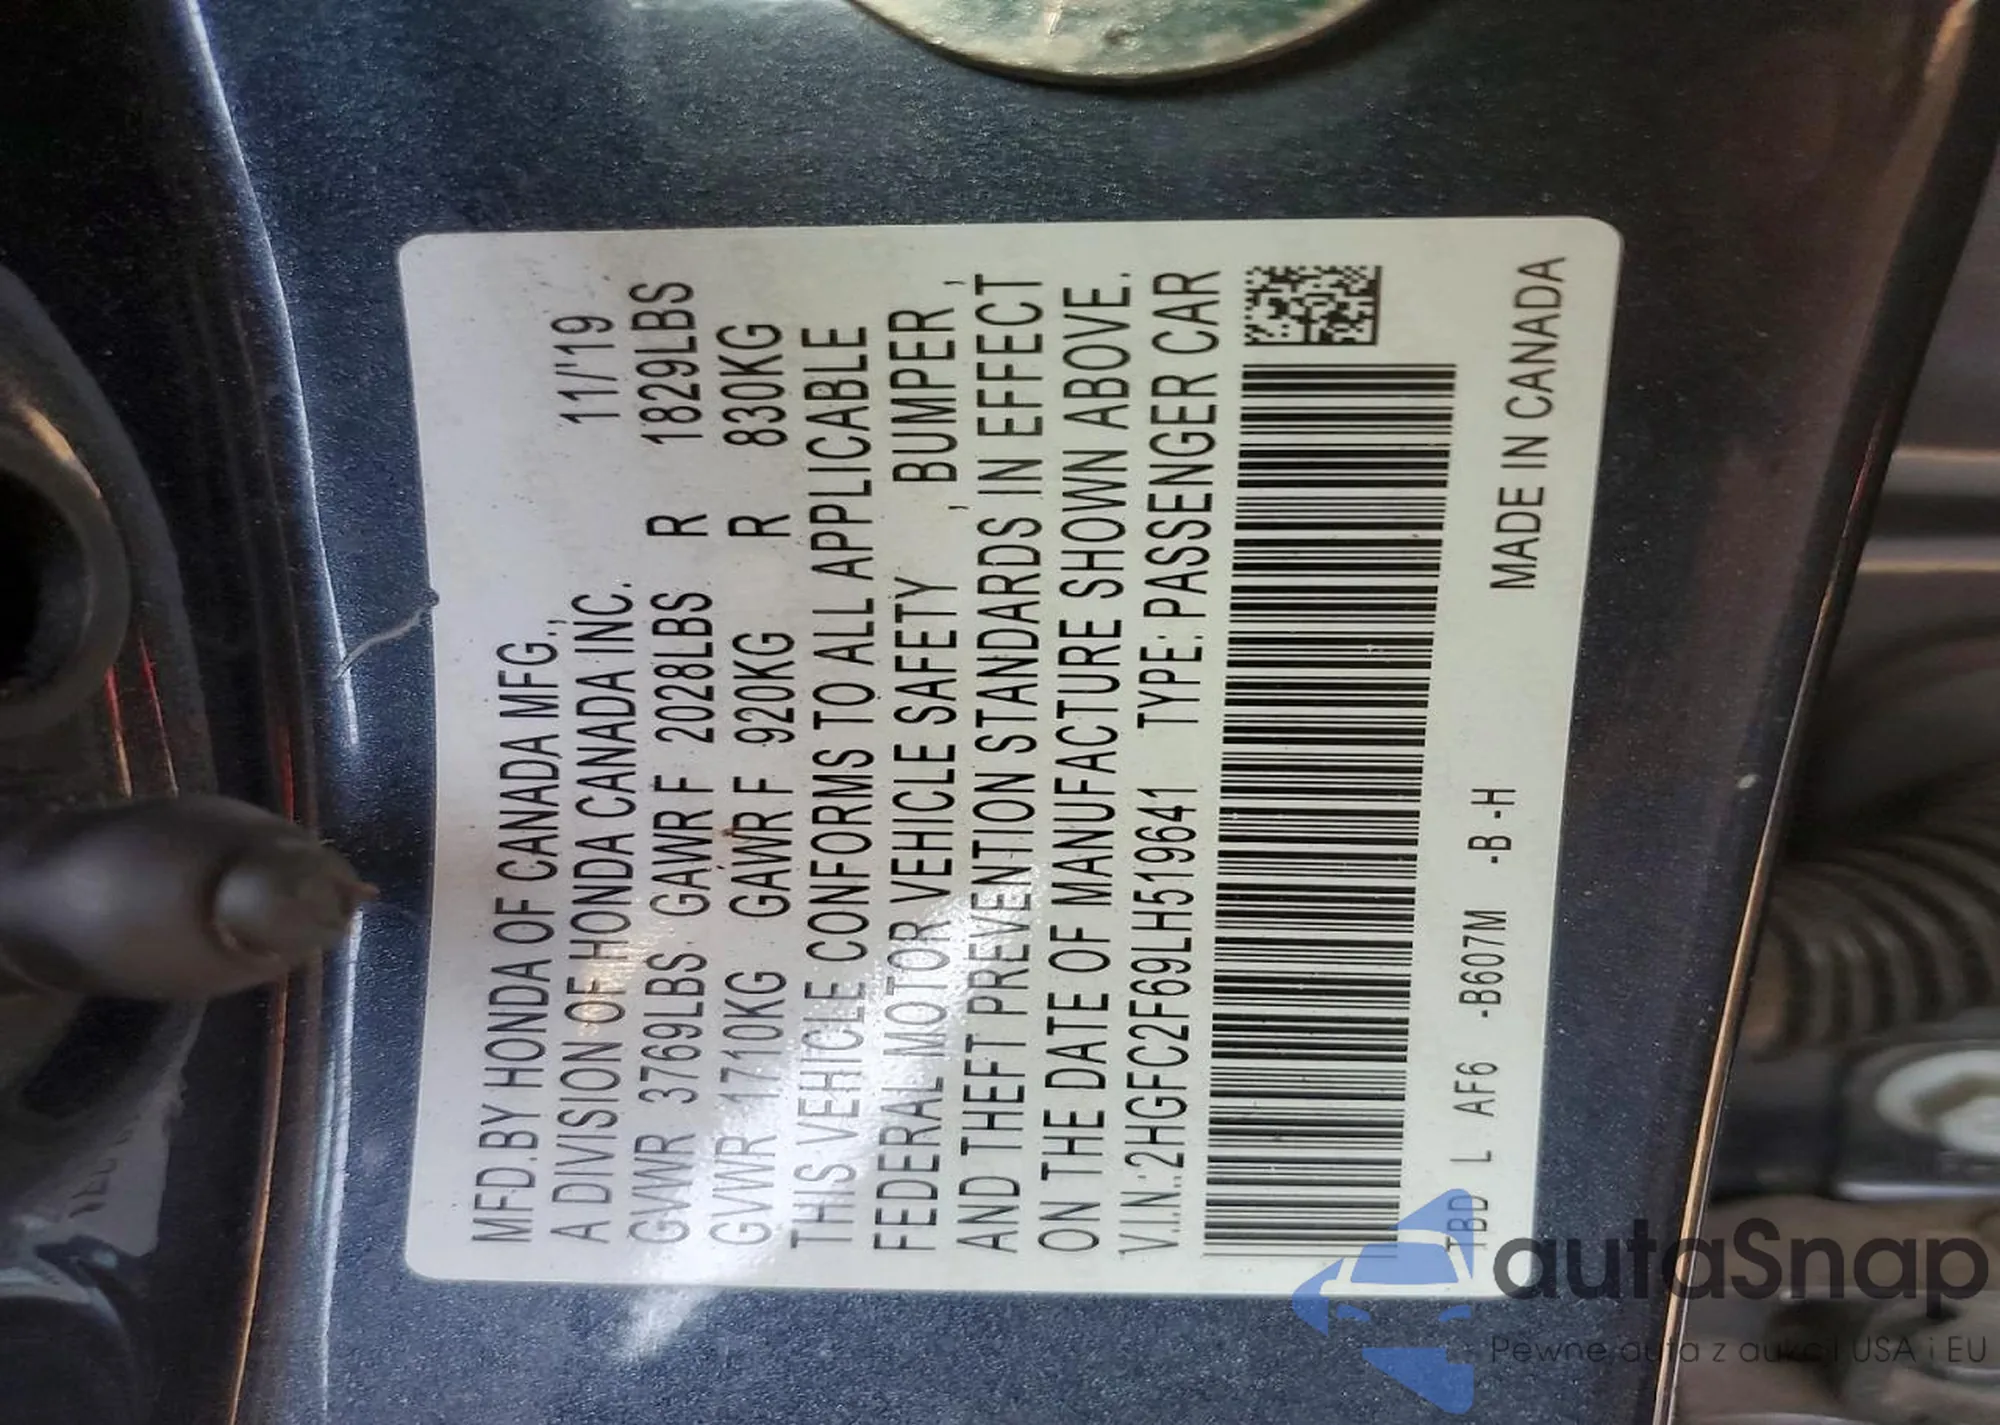 MFD.BY HONDA OF CANADA MFG.,
A DIVISION OF HONDA CANADA INC. 11/'19
GVWR 3769LBS GAWR F 2028LBS R 1829LBS
GVWR 1710KG GAWR F 920KG R 830KG
THIS VEHICLE CONFORMS TO ALL APPLICABLE
FEDERAL MOTOR VEHICLE SAFETY , BUMPER ,
AND THEFT PREVENTION STANDARDS IN EFFECT
ON THE DATE OF MANUFACTURE SHOWN ABOVE.
V.I.N.:2HGFC2F69LH519641 TYPE: PASSENGER CAR
TBD L AF6 -B607M -B -H MADE IN CANADA
autaSnap
Pewne auta z aukcji USA i EU